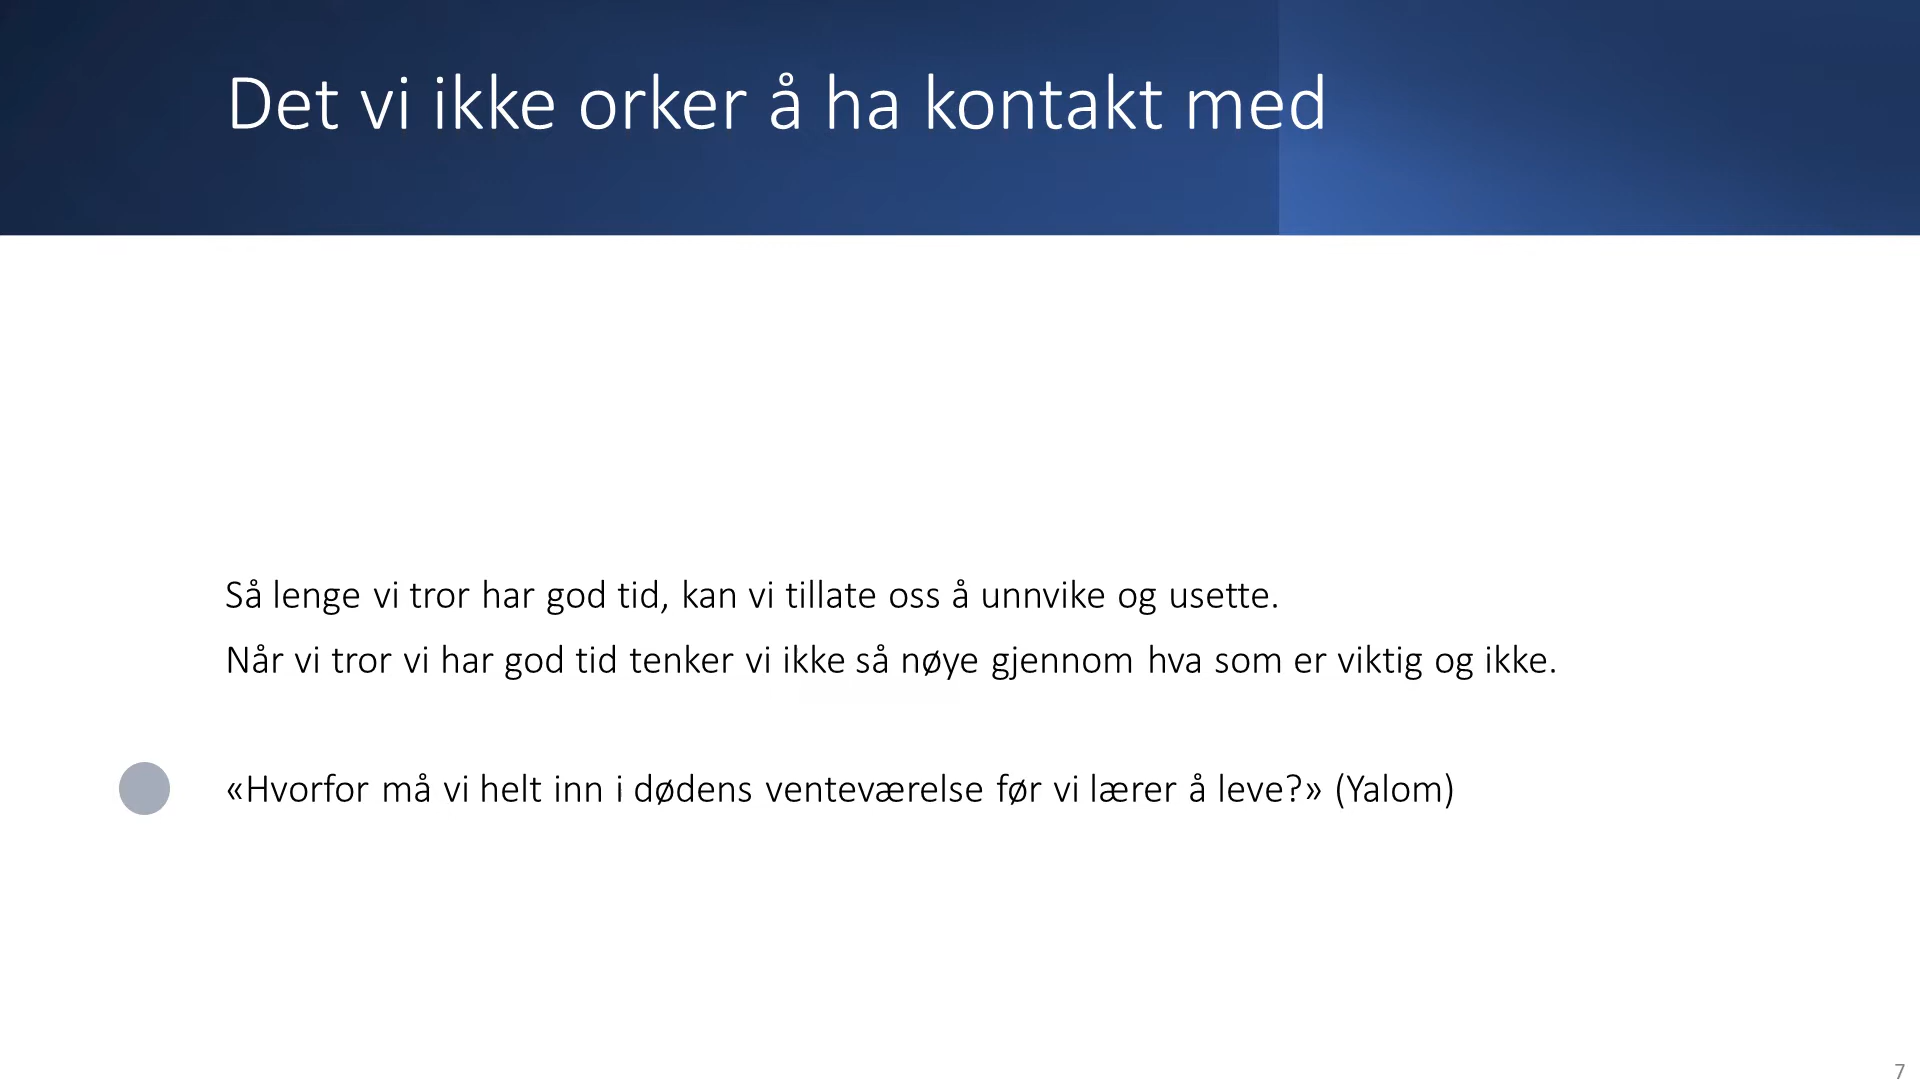 Det vi ikke orker å ha kontakt med
Så lenge vi tror har god tid, kan vi tillate oss å unnvike og usette.
Når vi tror vi har god tid tenker vi ikke så nøye gjennom hva som er viktig og ikke.
«Hvorfor må vi helt inn i dødens venteværelse før vi lærer å leve?» (Yalom)
7